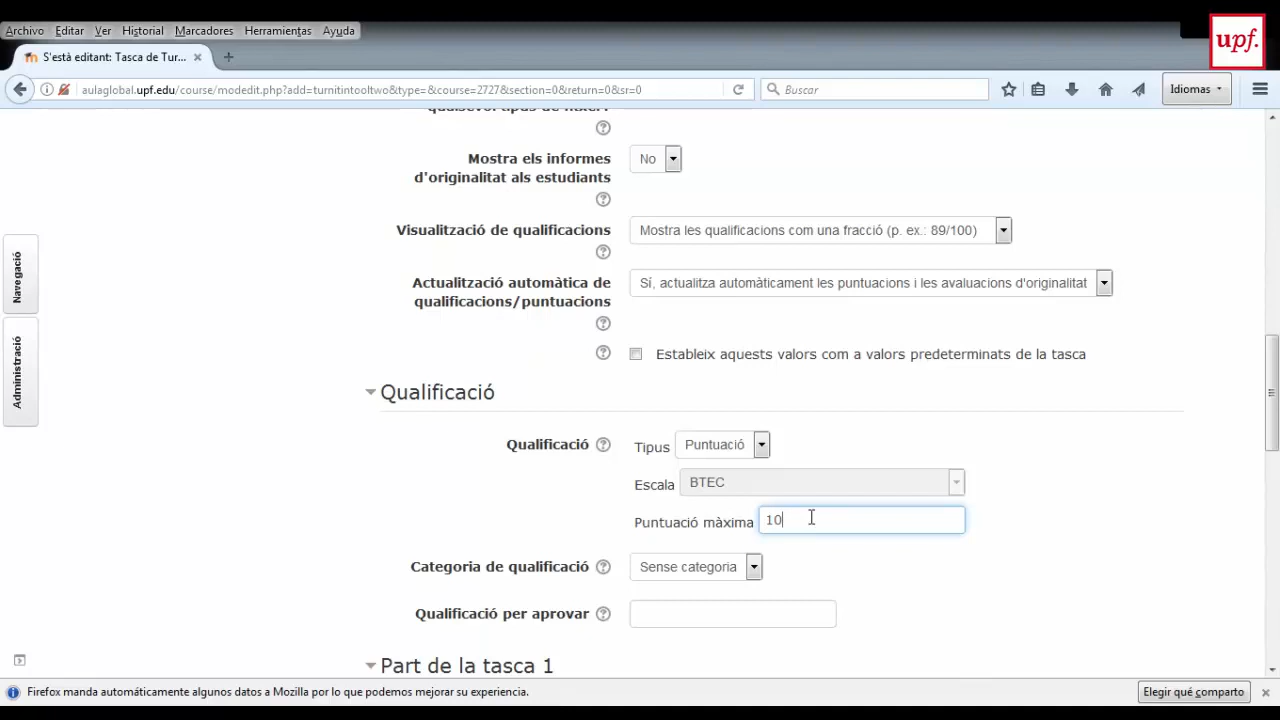 Archivo Editar Ver Historial Marcadores Herramientas Ayuda
upf.
S'està editant: Tasca de Tur...
aulaglobal.upf.edu/course/modedit.php?add=turnitintooltwo&type=&course=2727&section=0&return=0&sr=0
Buscar
Idiomas
Mostra els informes
d'originalitat als estudiants
No
Visualització de qualificacions
Mostra les qualificacions com una fracció (p. ex.: 89/100)
Navegació
Actualització automàtica de
qualificacions/puntuacions
Sí, actualitza automàticament les puntuacions i les avaluacions d'originalitat
Administració
Estableix aquests valors com a valors predeterminats de la tasca
Qualificació
Qualificació
Tipus Puntuació
Escala BTEC
Puntuació màxima 10
Categoria de qualificació
Sense categoria
Qualificació per aprovar
Part de la tasca 1
Firefox manda automáticamente algunos datos a Mozilla por lo que podemos mejorar su experiencia.
Elegir qué comparto